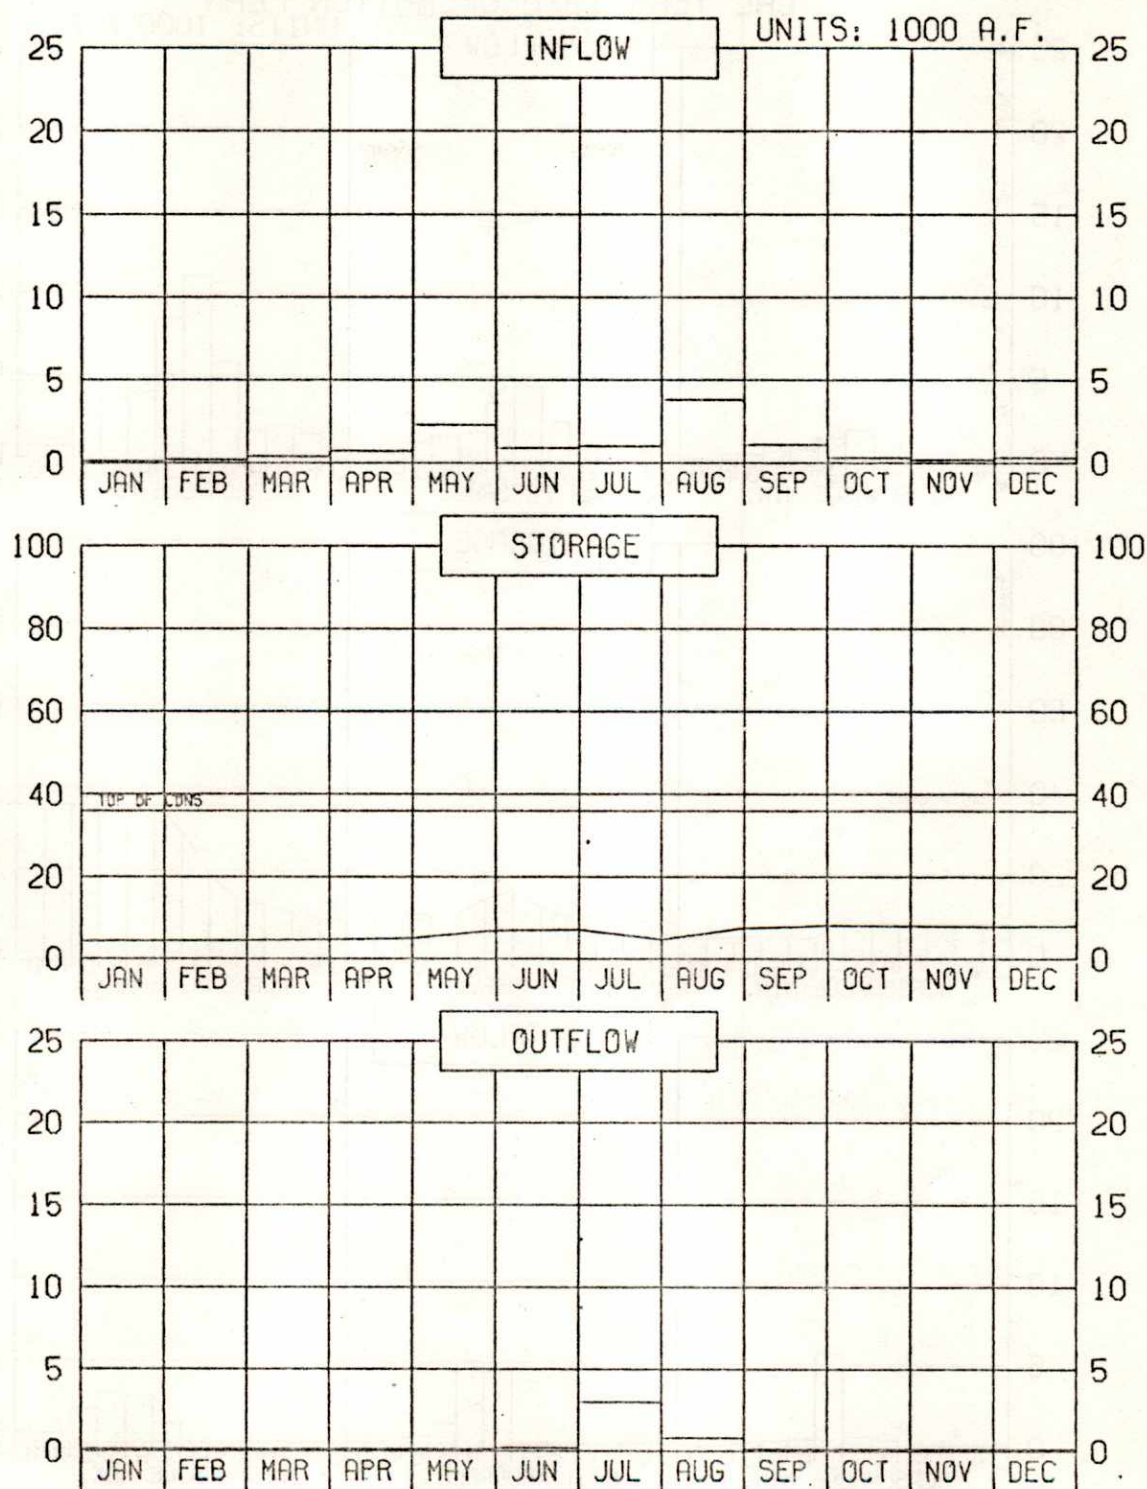 INFLOW UNITS: 1000 A.F.
25 25
20 20
15 15
10 10
5 5
0 0
JAN FEB MAR APR MAY JUN JUL AUG SEP OCT NOV DEC
STORAGE
100 100
80 80
60 60
40 40
TOP OF CONS
20 20
0 0
JAN FEB MAR APR MAY JUN JUL AUG SEP OCT NOV DEC
OUTFLOW
25 25
20 20
15 15
10 10
5 5
0 0
JAN FEB MAR APR MAY JUN JUL AUG SEP OCT NOV DEC